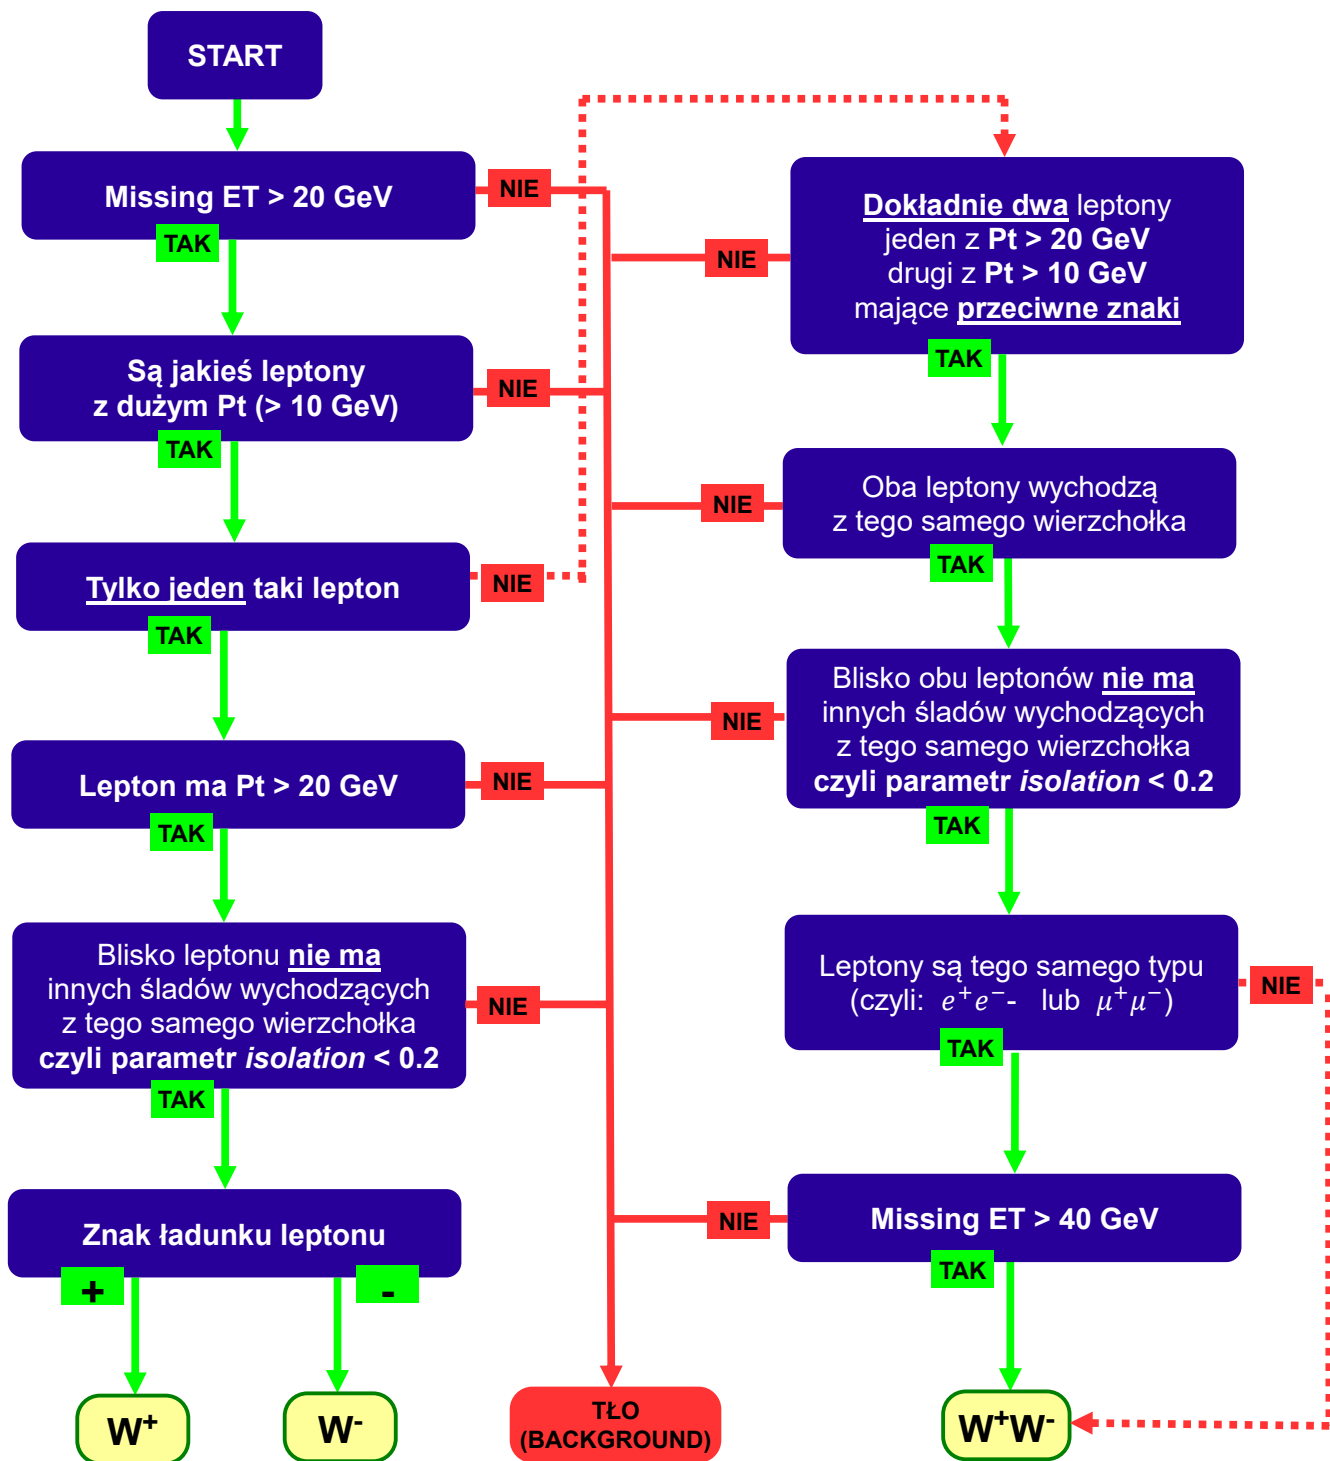 START
Missing ET > 20 GeV
NIE
TAK
Są jakieś leptony
z dużym Pt (> 10 GeV)
NIE
TAK
Tylko jeden taki lepton
NIE
TAK
Lepton ma Pt > 20 GeV
NIE
TAK
Blisko leptonu nie ma
innych śladów wychodzących
z tego samego wierzchołka
czyli parametr isolation < 0.2
NIE
TAK
Znak ładunku leptonu
+
-
W⁺
W⁻
TŁO
(BACKGROUND)
Dokładnie dwa leptony
jeden z Pt > 20 GeV
drugi z Pt > 10 GeV
mające przeciwne znaki
NIE
TAK
Oba leptony wychodzą
z tego samego wierzchołka
NIE
TAK
Blisko obu leptonów nie ma
innych śladów wychodzących
z tego samego wierzchołka
czyli parametr isolation < 0.2
NIE
TAK
Leptony są tego samego typu
(czyli: e⁺e⁻- lub μ⁺μ⁻)
NIE
TAK
Missing ET > 40 GeV
NIE
TAK
W⁺W⁻